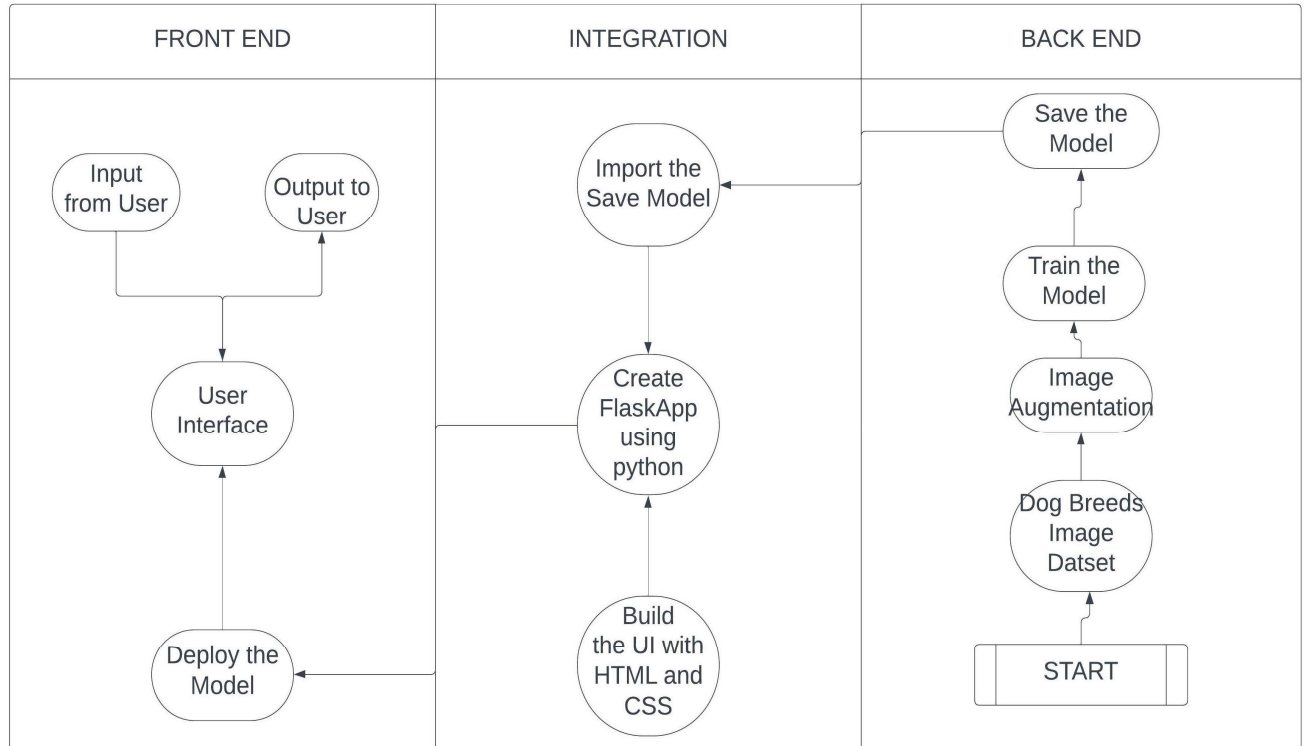 FRONT END
INTEGRATION
BACK END
Input
from User
Output to
User
User
Interface
Deploy the
Model
Import the
Save Model
Create
FlaskApp
using
python
Build
the UI with
HTML and
CSS
Save the
Model
Train the
Model
Image
Augmentation
Dog Breeds
Image
Datset
START